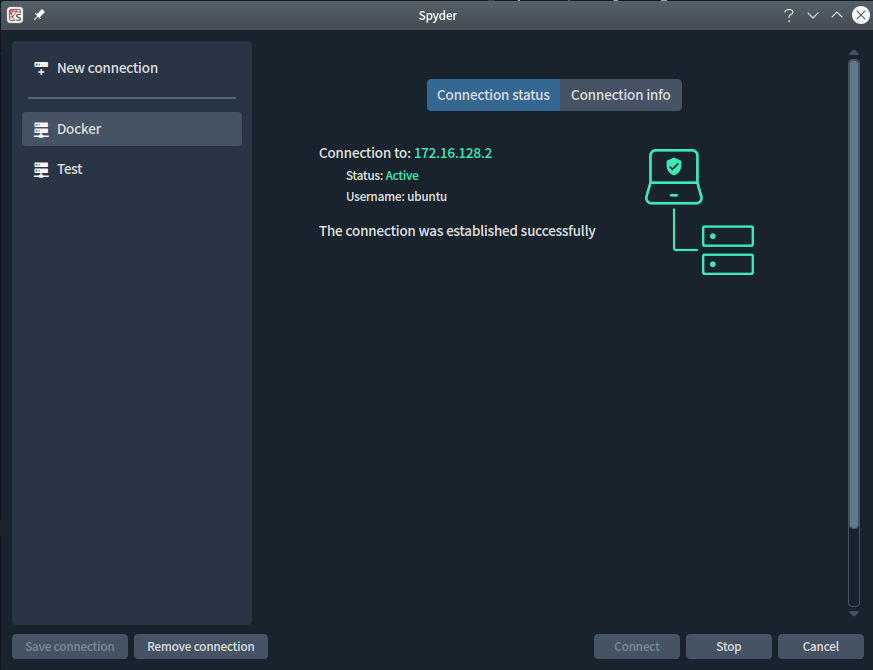 Spyder
New connection
Docker
Test
Connection status
Connection info
Connection to: 172.16.128.2
Status: Active
Username: ubuntu
The connection was established successfully
Save connection
Remove connection
Connect
Stop
Cancel